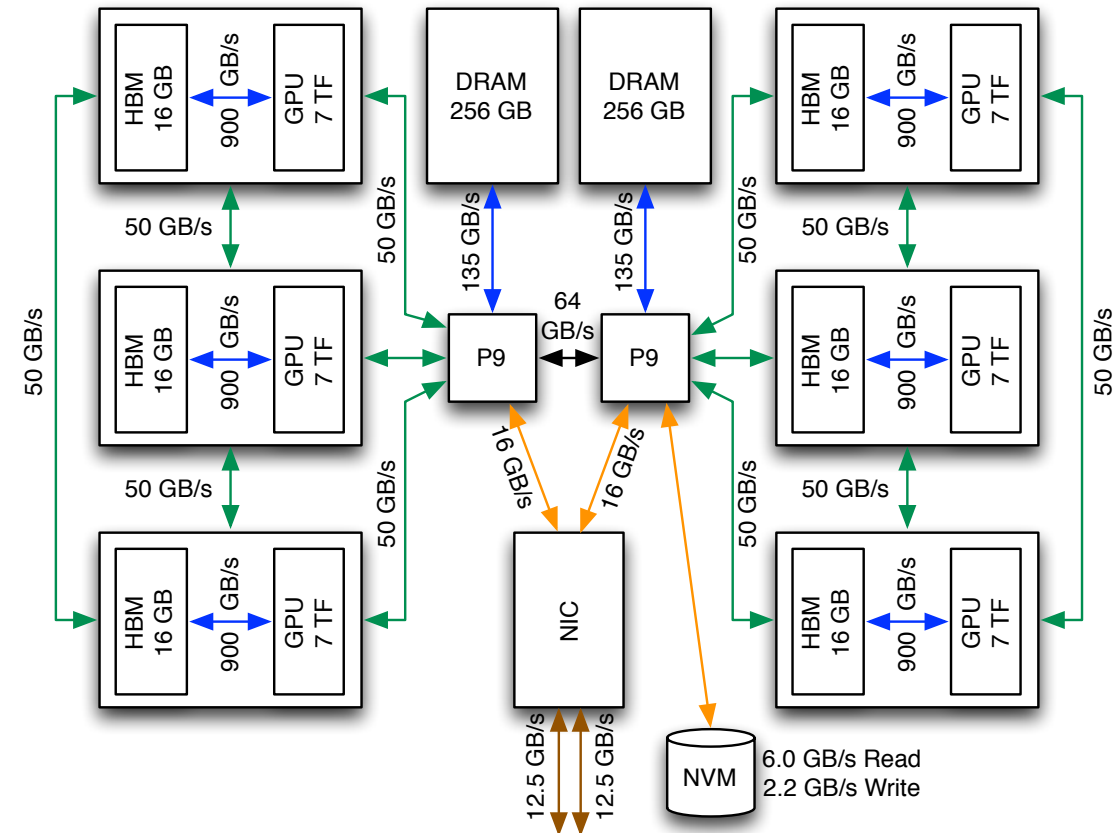 HBM
16 GB
900 GB/s
GPU
7 TF
DRAM
256 GB
DRAM
256 GB
HBM
16 GB
900 GB/s
GPU
7 TF
50 GB/s
50 GB/s
135 GB/s
135 GB/s
50 GB/s
50 GB/s
50 GB/s
HBM
16 GB
900 GB/s
GPU
7 TF
P9
64
GB/s
P9
HBM
16 GB
900 GB/s
GPU
7 TF
50 GB/s
50 GB/s
50 GB/s
16 GB/s
16 GB/s
50 GB/s
50 GB/s
HBM
16 GB
900 GB/s
GPU
7 TF
NIC
HBM
16 GB
900 GB/s
GPU
7 TF
12.5 GB/s
12.5 GB/s
NVM
6.0 GB/s Read
2.2 GB/s Write